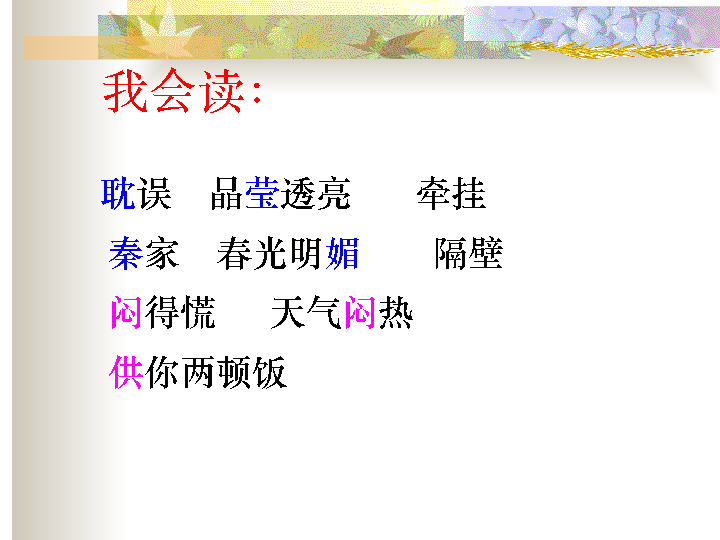 我会读：
耽误 晶莹透亮 牵挂
秦家 春光明媚 隔壁
闷得慌 天气闷热
供你两顿饭